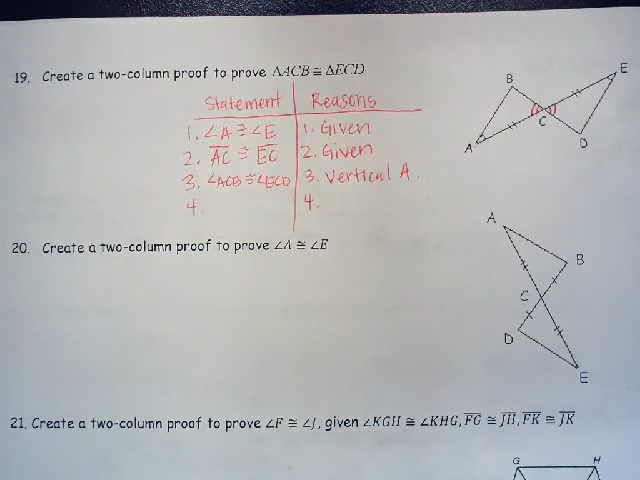 19. Create a two-column proof to prove ΔACB ≅ ΔECD
Statement Reasons
1. ∠A ≅ ∠E 1. Given
2. AC ≅ EC 2. Given
3. ∠ACB ≅ ∠ECD 3. Vertical A.
4. 4.
B E
C
A D
20. Create a two-column proof to prove ∠A ≅ ∠E
A
B
C
D
E
21. Create a two-column proof to prove ∠F ≅ ∠J, given ∠KGH ≅ ∠KHG, FG ≅ JH, FK ≅ JK
G H